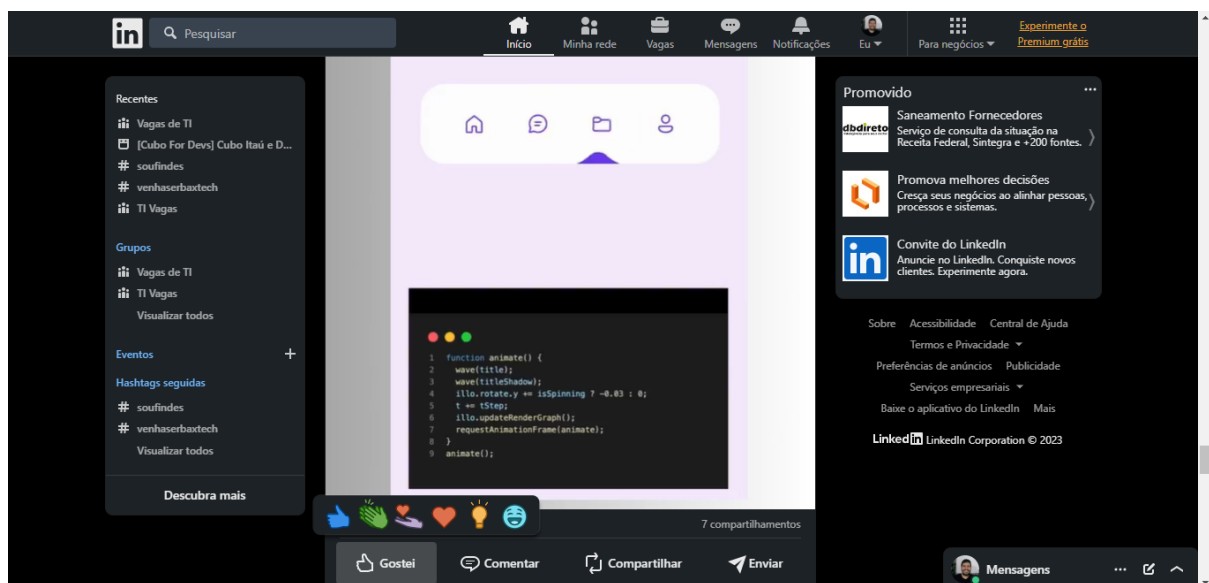 in
Pesquisar
Início
Minha rede
Vagas
Mensagens
Notificações
Eu
Para negócios
Experimente o
Premium grátis
Recentes
Vagas de TI
[Cubo For Devs] Cubo Itaú e D...
# soufindes
# venhaserbaxtech
TI Vagas
Grupos
Vagas de TI
TI Vagas
Visualizar todos
Eventos
+
Hashtags seguidas
# soufindes
# venhaserbaxtech
Visualizar todos
Descubra mais
1 function animate() {
2 wave(title);
3 wave(titleShadow);
4 illo.rotate.y += isSpinning ? -0.03 : 0;
5 t += tStep;
6 illo.updateRenderGraph();
7 requestAnimationFrame(animate);
8 }
9 animate();
7 compartilhamentos
Gostei
Comentar
Compartilhar
Enviar
Promovido
...
dbdireto
Saneamento Fornecedores
Serviço de consulta da situação na
Receita Federal, Sintegra e +200 fontes.
Promova melhores decisões
Cresça seus negócios ao alinhar pessoas,
processos e sistemas.
in
Convite do LinkedIn
Anuncie no LinkedIn. Conquiste novos
clientes. Experimente agora.
Sobre Acessibilidade Central de Ajuda
Termos e Privacidade
Preferências de anúncios Publicidade
Serviços empresariais
Baixe o aplicativo do LinkedIn Mais
LinkedIn LinkedIn Corporation © 2023
Mensagens
...